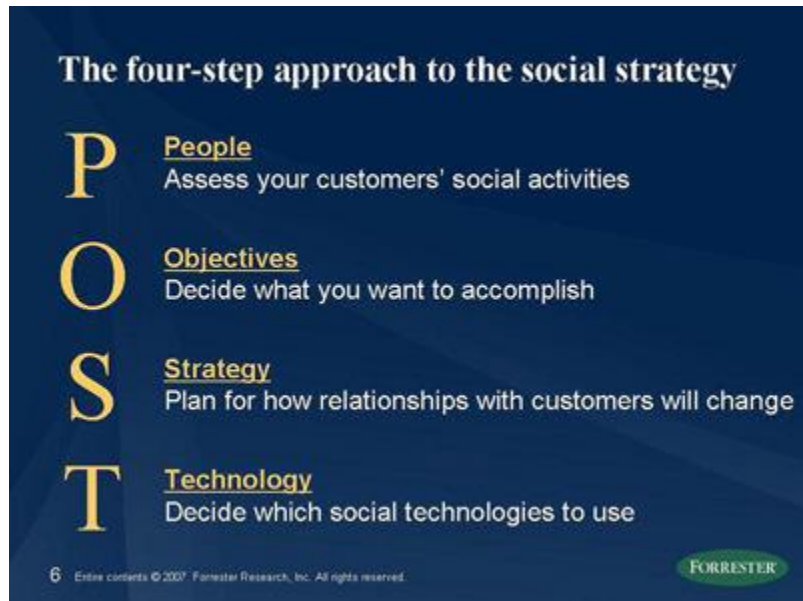 The four-step approach to the social strategy
P
People
Assess your customers' social activities
O
Objectives
Decide what you want to accomplish
S
Strategy
Plan for how relationships with customers will change
T
Technology
Decide which social technologies to use
6 Entire contents © 2007 Forrester Research, Inc. All rights reserved.
FORRESTER